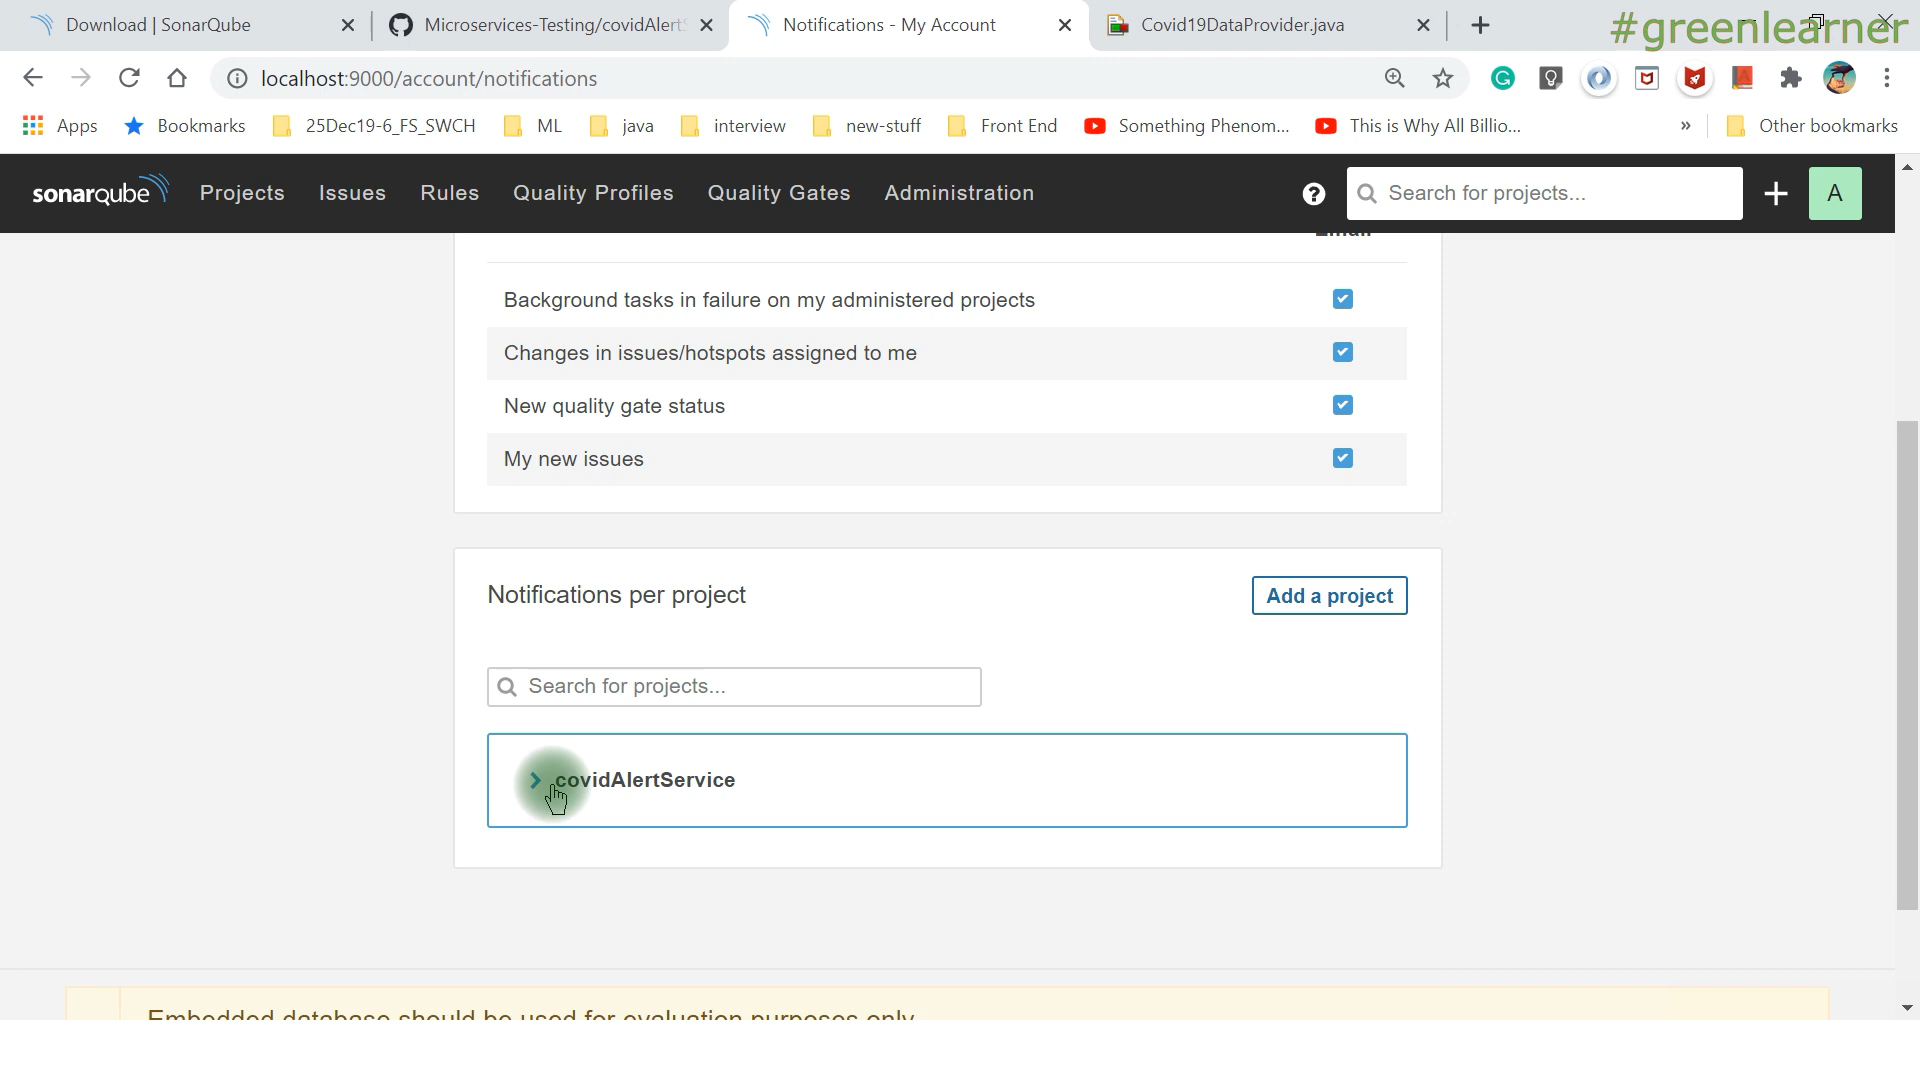 Download | SonarQube
Microservices-Testing/covidAlertS
Notifications - My Account
Covid19DataProvider.java
#greenlearner
localhost:9000/account/notifications
Apps Bookmarks 25Dec19-6_FS_SWCH ML java interview new-stuff Front End Something Phenom... This is Why All Billio... » Other bookmarks
sonarqube Projects Issues Rules Quality Profiles Quality Gates Administration Search for projects... A
Email
Background tasks in failure on my administered projects
Changes in issues/hotspots assigned to me
New quality gate status
My new issues
Notifications per project
Add a project
Search for projects...
covidAlertService
Embedded database should be used for evaluation purposes only